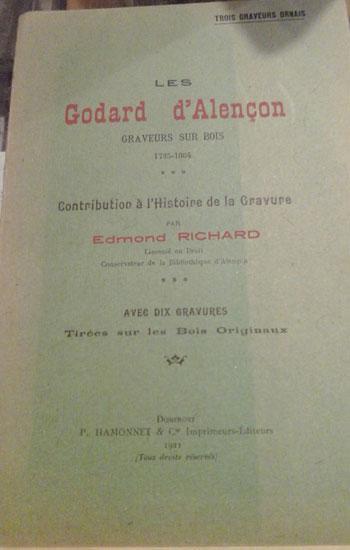 TROIS GRAVEURS ORNAIS
LES
Godard d'Alençon
GRAVEURS SUR BOIS
* * *
Contribution à l'Histoire de la Gravure
PAR
Edmond RICHARD
Licencié en Droit
Conservateur de la Bibliothèque d'Alençon
* * *
AVEC DIX GRAVURES
Tirées sur les Bois Originaux
DOMFRONT
F. HAMONNET & Cie Imprimeurs-Éditeurs
1921
(Tous droits réservés)